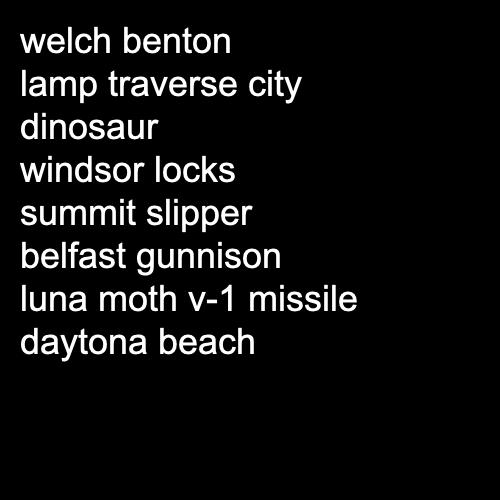 welch benton
lamp traverse city
dinosaur
windsor locks
summit slipper
belfast gunnison
luna moth v-1 missile
daytona beach